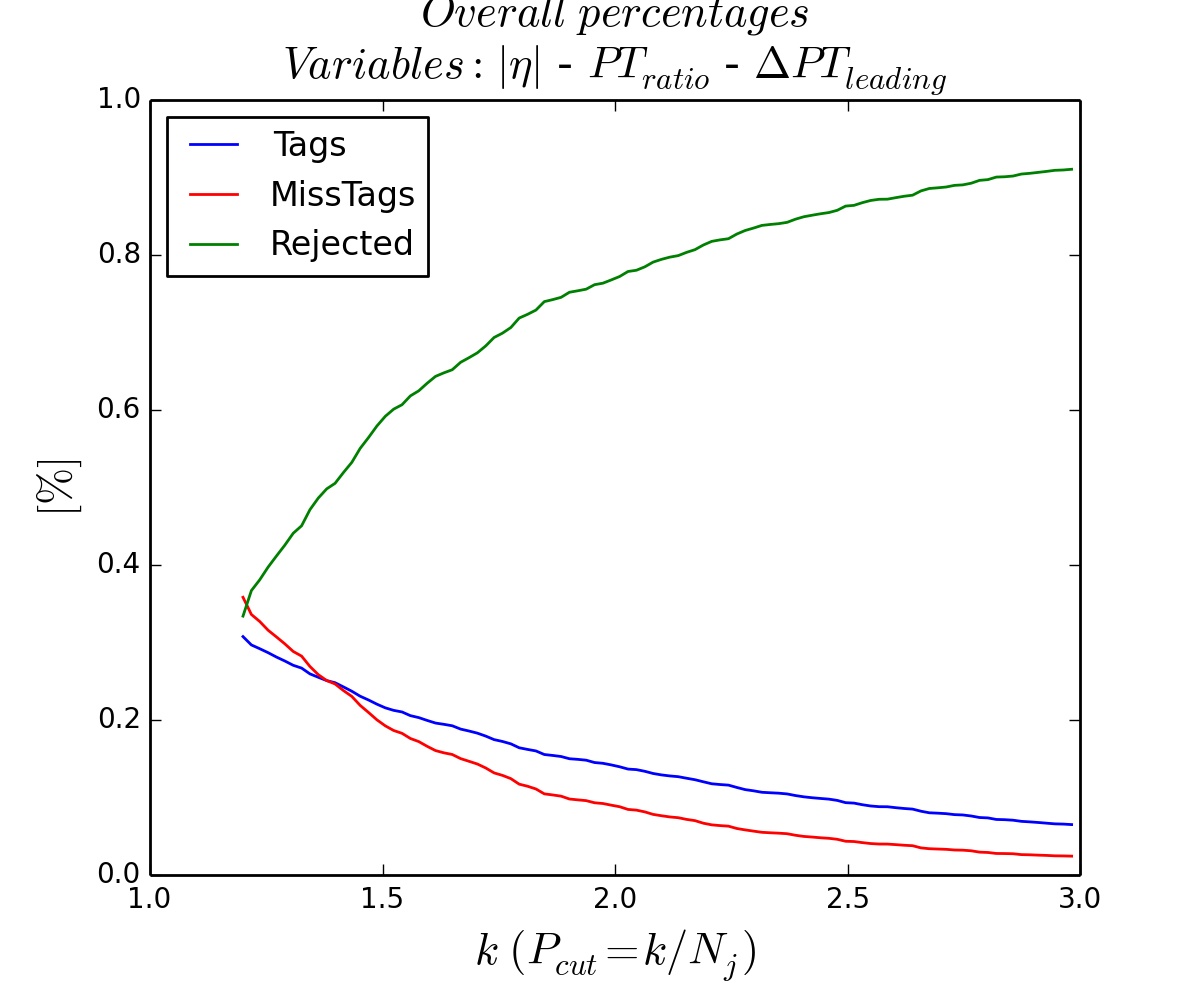 Overall percentages
Variables: |η| - PT_ratio - ΔPT_leading
1.0
Tags
MissTags
Rejected
0.8
0.6
[%]
0.4
0.2
0.0
1.0 1.5 2.0 2.5 3.0
k (P_cut=k/N_j)